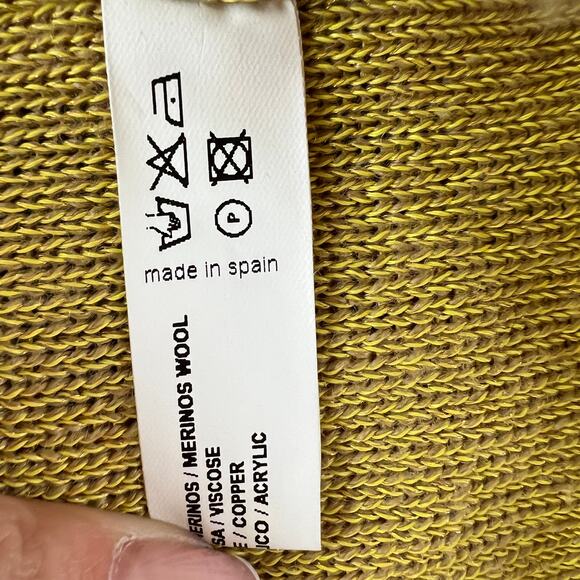 P
made in spain
ERINOS / MERINOS WOOL
SA / VISCOSE
E / COPPER
ICO / ACRYLIC